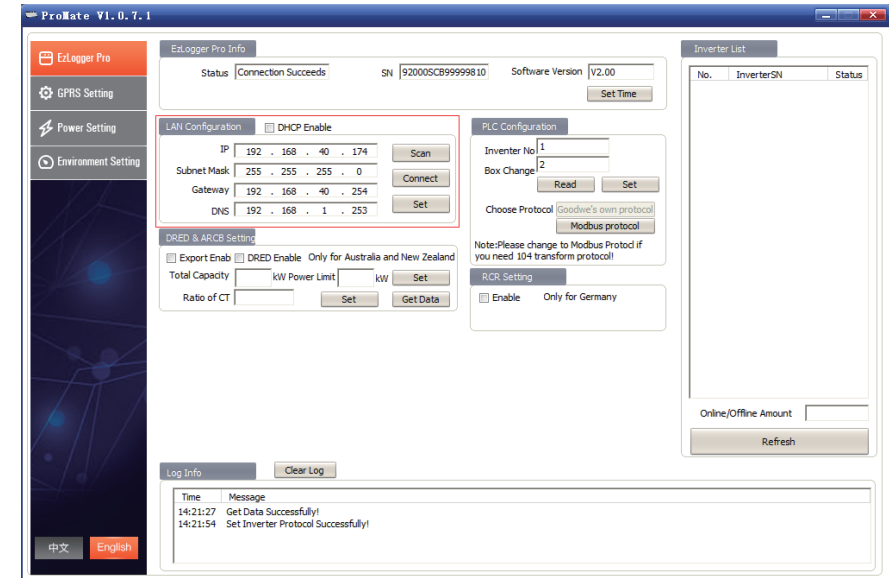 ProMate V1.0.7.1
EzLogger Pro
GPRS Setting
Power Setting
Environment Setting
中文 English
EzLogger Pro Info
Status Connection Succeeds SN 92000SCB99999810 Software Version V2.00
Set Time
LAN Configuration DHCP Enable
IP 192 . 168 . 40 . 174 Scan
Subnet Mask 255 . 255 . 255 . 0 Connect
Gateway 192 . 168 . 40 . 254
DNS 192 . 168 . 1 . 253 Set
PLC Configuration
Inventer No 1
Box Change 2
Read Set
Choose Protocol Goodwe's own protocol
Modbus protocol
Note:Please change to Modbus Protocl if
you need 104 transform protocol!
DRED & ARCB Setting
Export Enab DRED Enable Only for Australia and New Zealand
Total Capacity kW Power Limit kW Set
Ratio of CT Set Get Data
RCR Setting
Enable Only for Germany
Inverter List
No. InverterSN Status
Online/Offline Amount
Refresh
Log Info Clear Log
Time Message
14:21:27 Get Data Successfully!
14:21:54 Set Inverter Protocol Successfully!